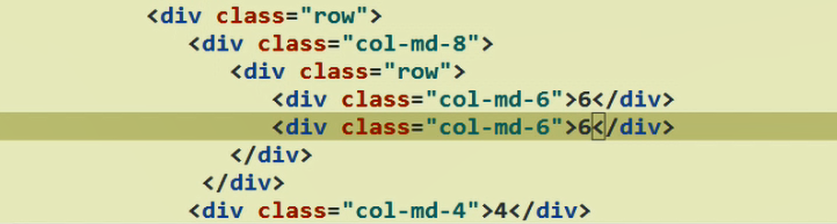 <div class="row">
<div class="col-md-8">
<div class="row">
<div class="col-md-6">6</div>
<div class="col-md-6">6</div>
</div>
</div>
<div class="col-md-4">4</div>